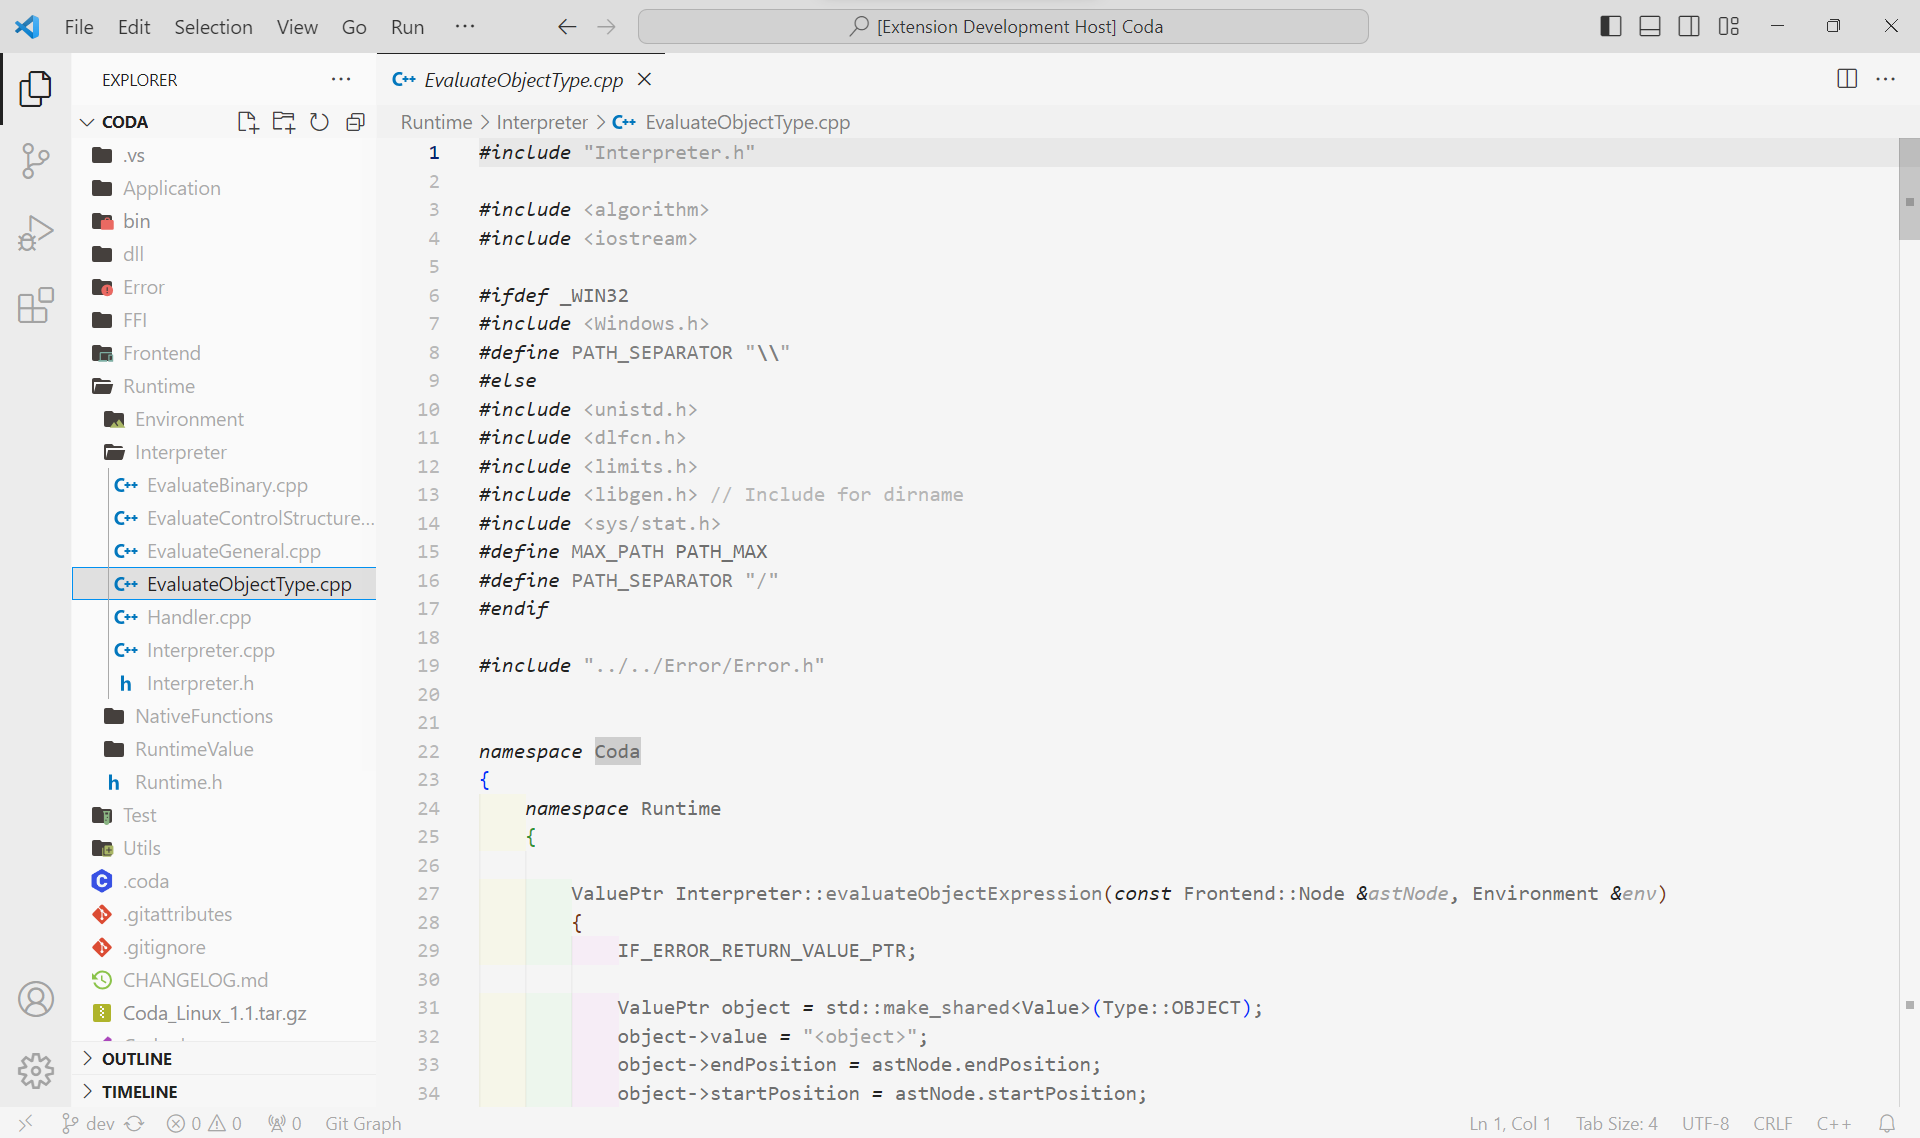 File Edit Selection View Go Run ··· [Extension Development Host] Coda
EXPLORER
CODA
.vs
Application
bin
dll
Error
FFI
Frontend
Runtime
Environment
Interpreter
EvaluateBinary.cpp
EvaluateControlStructure...
EvaluateGeneral.cpp
EvaluateObjectType.cpp
Handler.cpp
Interpreter.cpp
h Interpreter.h
NativeFunctions
RuntimeValue
h Runtime.h
Test
Utils
.coda
.gitattributes
.gitignore
CHANGELOG.md
Coda_Linux_1.1.tar.gz
OUTLINE
TIMELINE
C++ EvaluateObjectType.cpp
Runtime > Interpreter > C++ EvaluateObjectType.cpp
1 #include "Interpreter.h"
2
3 #include <algorithm>
4 #include <iostream>
5
6 #ifdef _WIN32
7 #include <Windows.h>
8 #define PATH_SEPARATOR "\\"
9 #else
10 #include <unistd.h>
11 #include <dlfcn.h>
12 #include <limits.h>
13 #include <libgen.h> // Include for dirname
14 #include <sys/stat.h>
15 #define MAX_PATH PATH_MAX
16 #define PATH_SEPARATOR "/"
17 #endif
18
19 #include "../../Error/Error.h"
20
21
22 namespace Coda
23 {
24 namespace Runtime
25 {
26
27 ValuePtr Interpreter::evaluateObjectExpression(const Frontend::Node &astNode, Environment &env)
28 {
29 IF_ERROR_RETURN_VALUE_PTR;
30
31 ValuePtr object = std::make_shared<Value>(Type::OBJECT);
32 object->value = "<object>";
33 object->endPosition = astNode.endPosition;
34 object->startPosition = astNode.startPosition;
dev 0 0 0 Git Graph Ln 1, Col 1 Tab Size: 4 UTF-8 CRLF C++